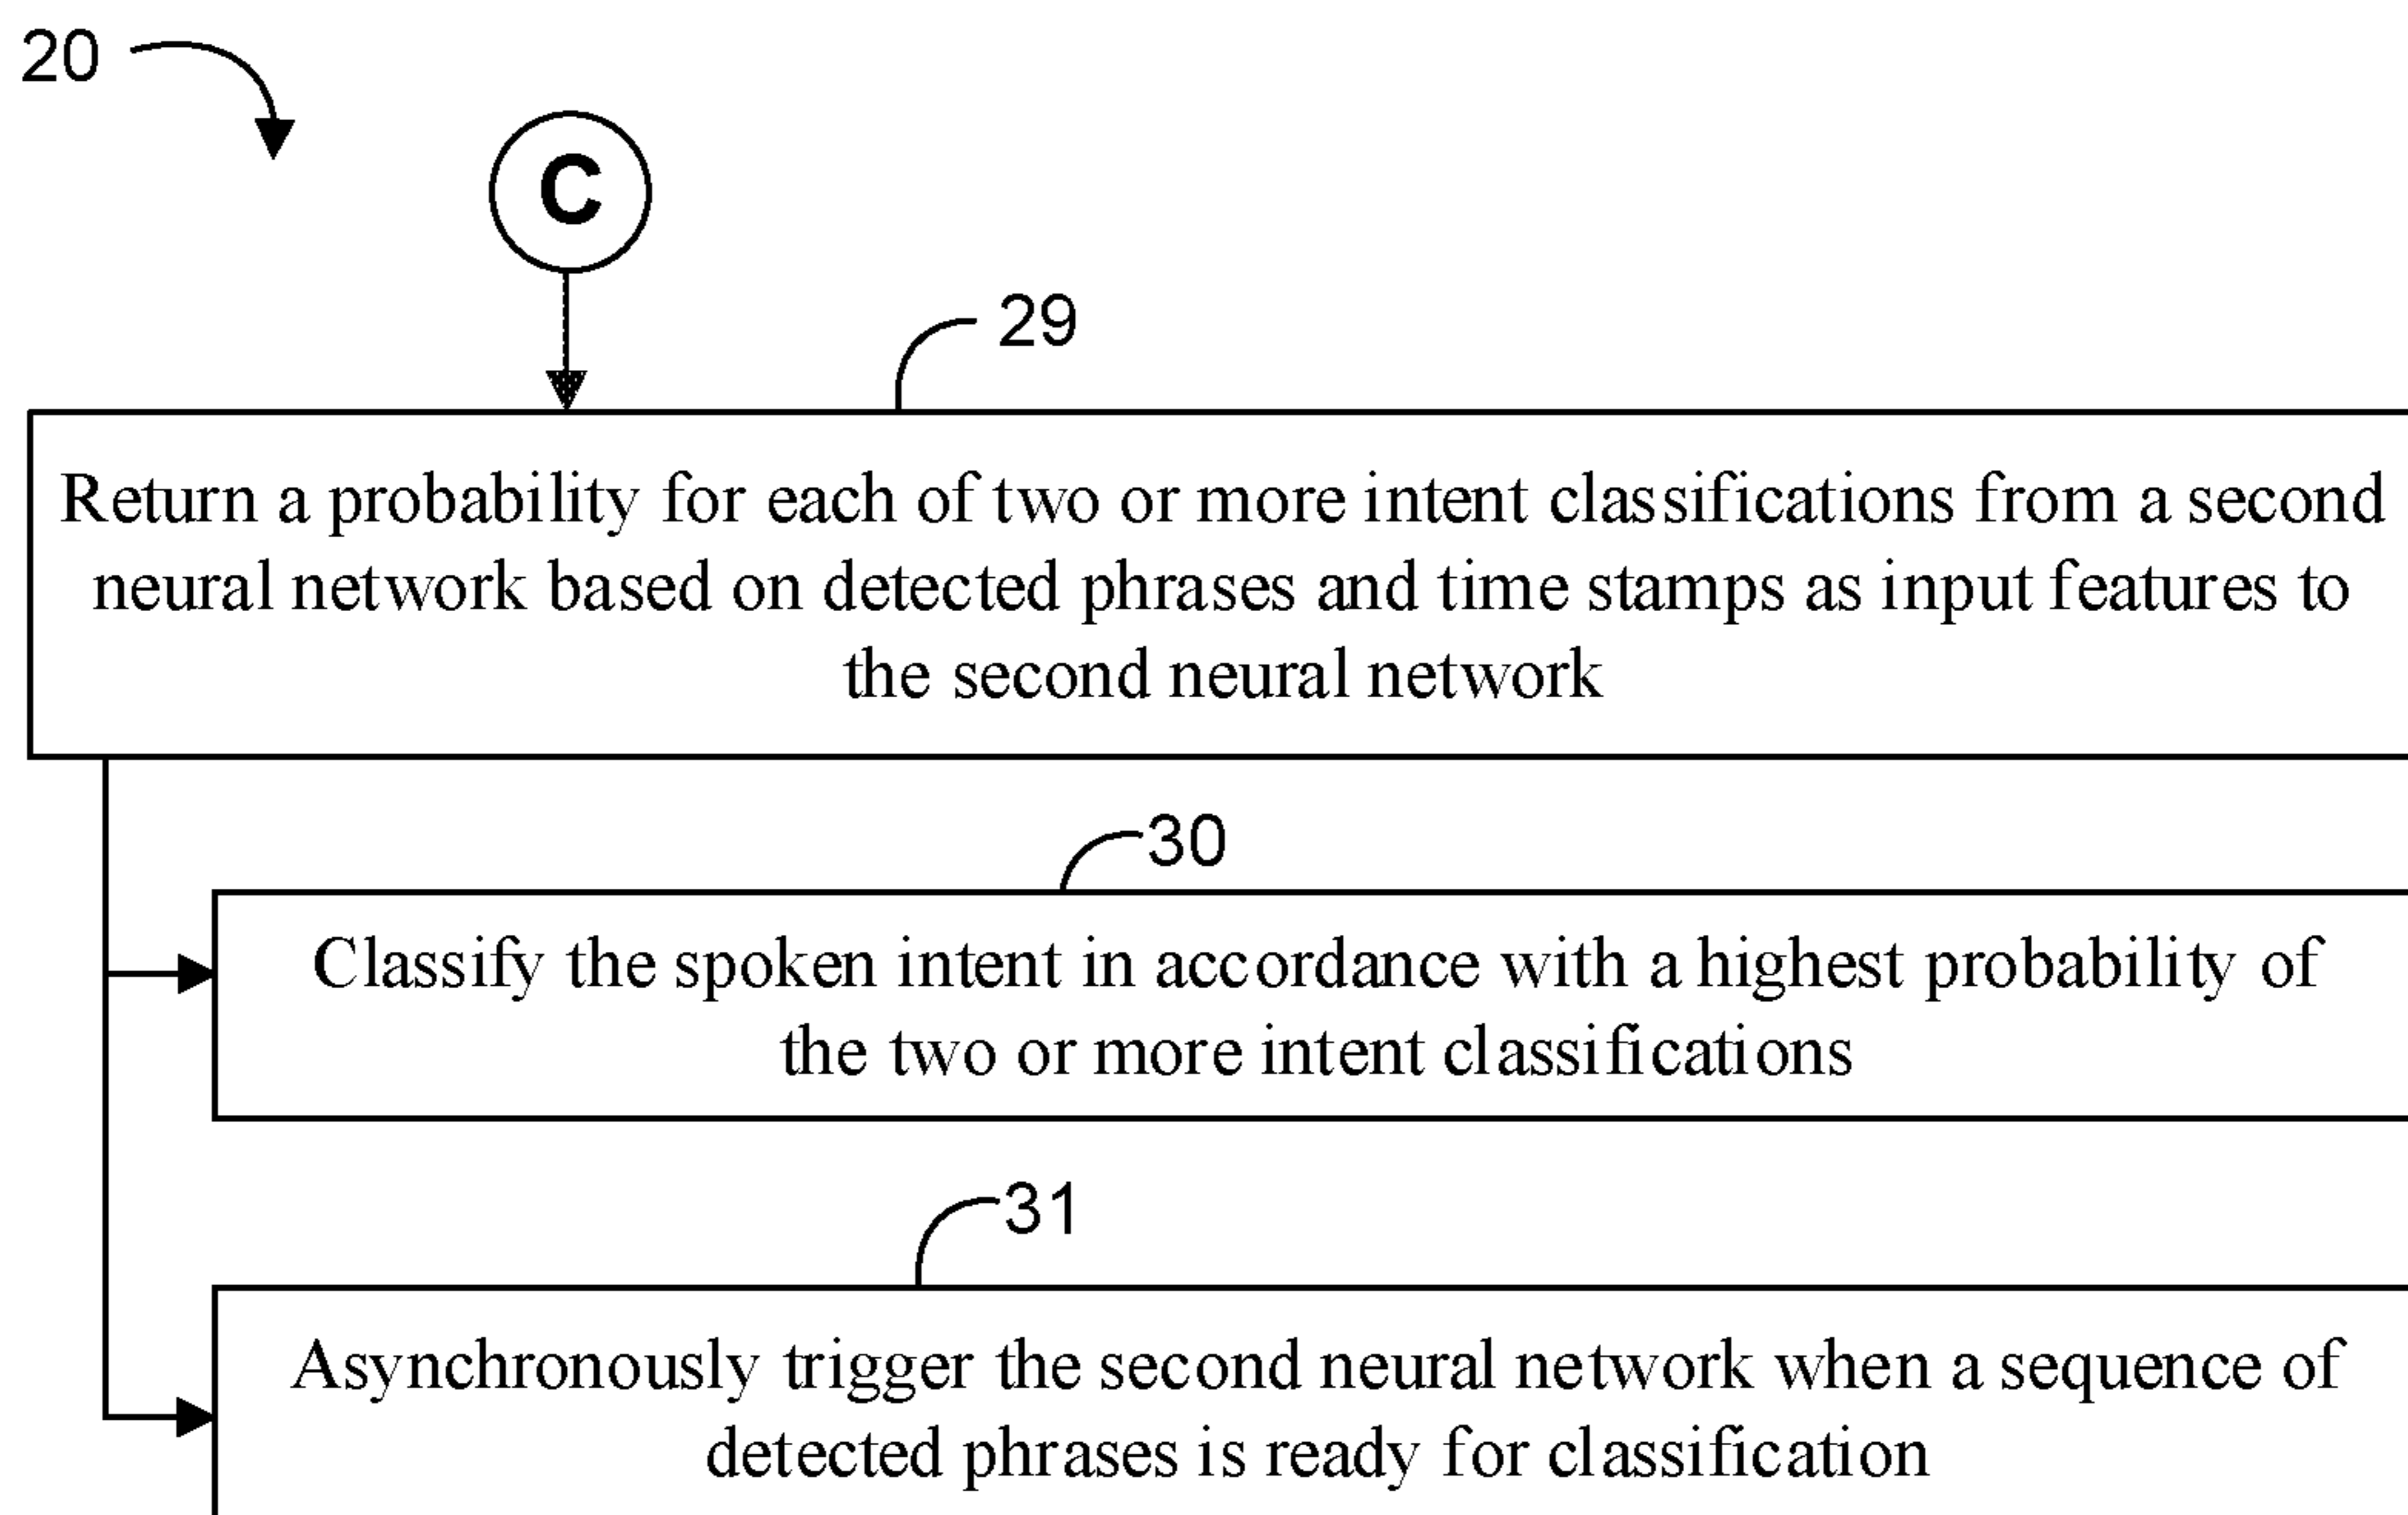 20
C
29
Return a probability for each of two or more intent classifications from a second
neural network based on detected phrases and time stamps as input features to
the second neural network
30
Classify the spoken intent in accordance with a highest probability of
the two or more intent classifications
31
Asynchronously trigger the second neural network when a sequence of
detected phrases is ready for classification